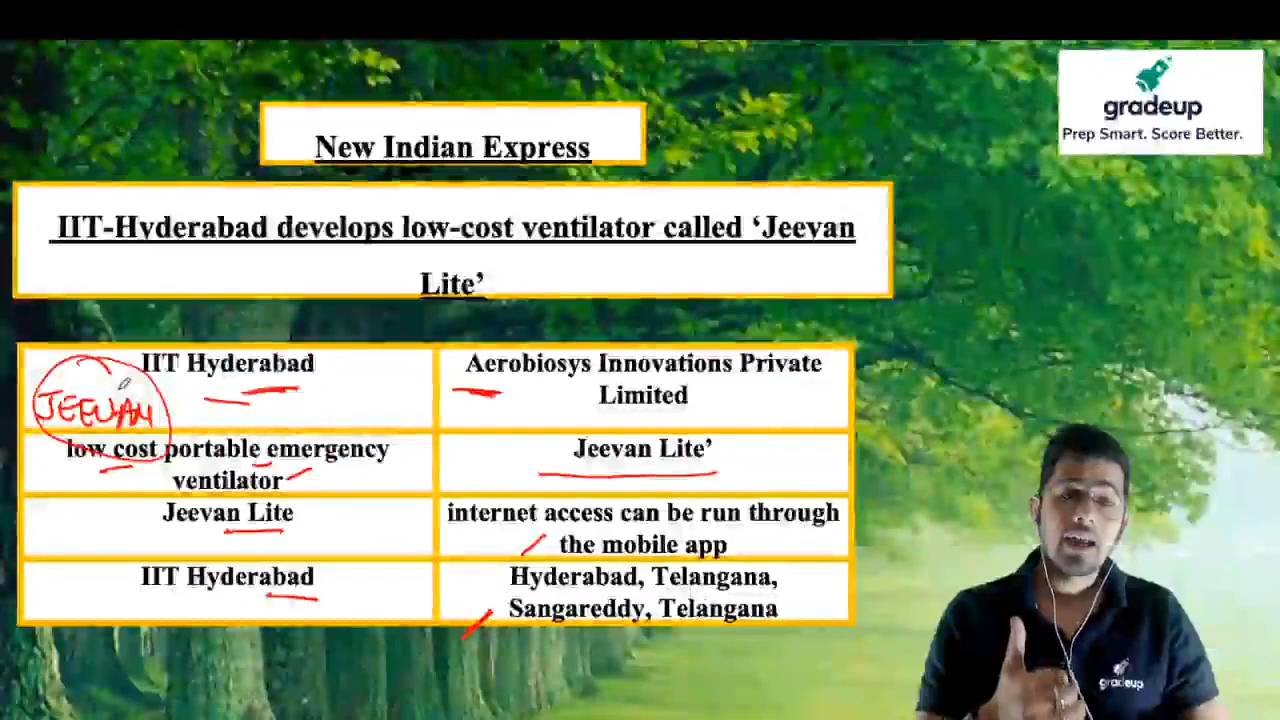 gradeup
Prep Smart. Score Better.
New Indian Express
IIT-Hyderabad develops low-cost ventilator called ‘Jeevan
Lite’
IIT Hyderabad
JEEVAN
Aerobiosys Innovations Private
Limited
low cost portable emergency
ventilator
Jeevan Lite’
Jeevan Lite
internet access can be run through
the mobile app
IIT Hyderabad
Hyderabad, Telangana,
Sangareddy, Telangana
gradeup